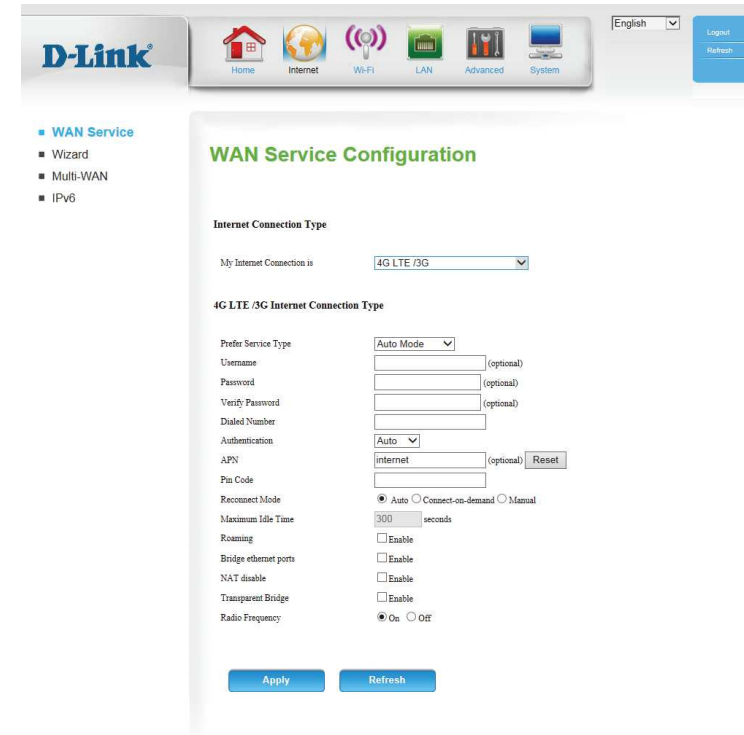 D-Link®
Home Internet Wi-Fi LAN Advanced System
English
Logout
Refresh
WAN Service
Wizard
Multi-WAN
IPv6
WAN Service Configuration
Internet Connection Type
My Internet Connection is 4G LTE /3G
4G LTE /3G Internet Connection Type
Prefer Service Type Auto Mode
Username (optional)
Password (optional)
Verify Password (optional)
Dialed Number
Authentication Auto
APN internet (optional) Reset
Pin Code
Reconnect Mode Auto Connect-on-demand Manual
Maximum Idle Time 300 seconds
Roaming Enable
Bridge ethernet ports Enable
NAT disable Enable
Transparent Bridge Enable
Radio Frequency On Off
Apply Refresh